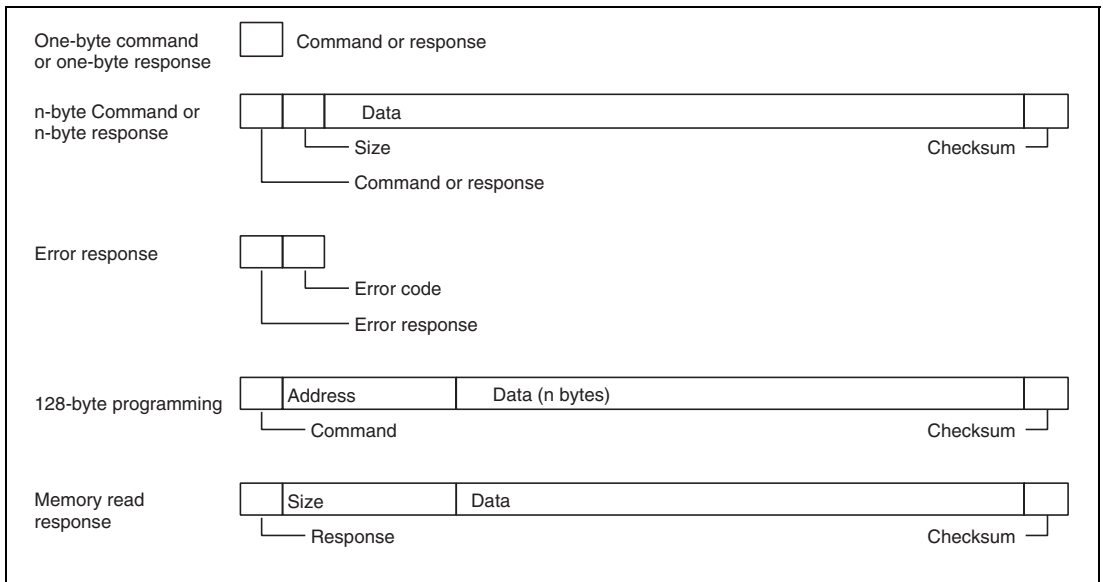 One-byte command
or one-byte response
Command or response
n-byte Command or
n-byte response
Data
Size
Checksum
Command or response
Error response
Error code
Error response
128-byte programming
Address
Data (n bytes)
Command
Checksum
Memory read
response
Size
Data
Response
Checksum